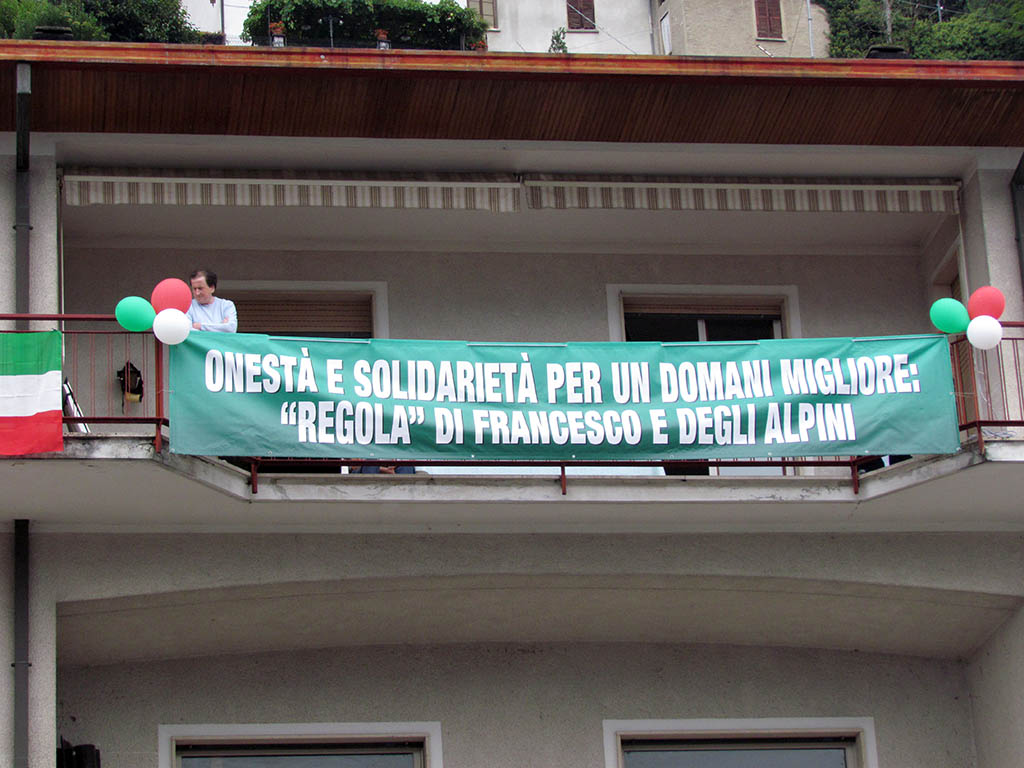 ONESTÀ E SOLIDARIETÀ PER UN DOMANI MIGLIORE:
“REGOLA” DI FRANCESCO E DEGLI ALPINI